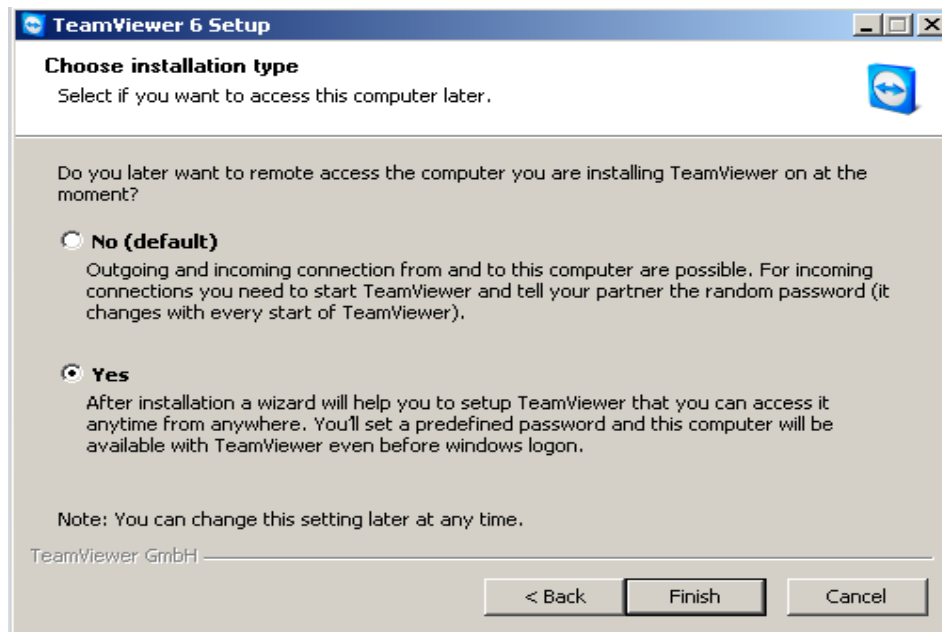 TeamViewer 6 Setup
Choose installation type
Select if you want to access this computer later.
Do you later want to remote access the computer you are installing TeamViewer on at the
moment?
No (default)
Outgoing and incoming connection from and to this computer are possible. For incoming
connections you need to start TeamViewer and tell your partner the random password (it
changes with every start of TeamViewer).
Yes
After installation a wizard will help you to setup TeamViewer that you can access it
anytime from anywhere. You'll set a predefined password and this computer will be
available with TeamViewer even before windows logon.
Note: You can change this setting later at any time.
TeamViewer GmbH
< Back Finish Cancel